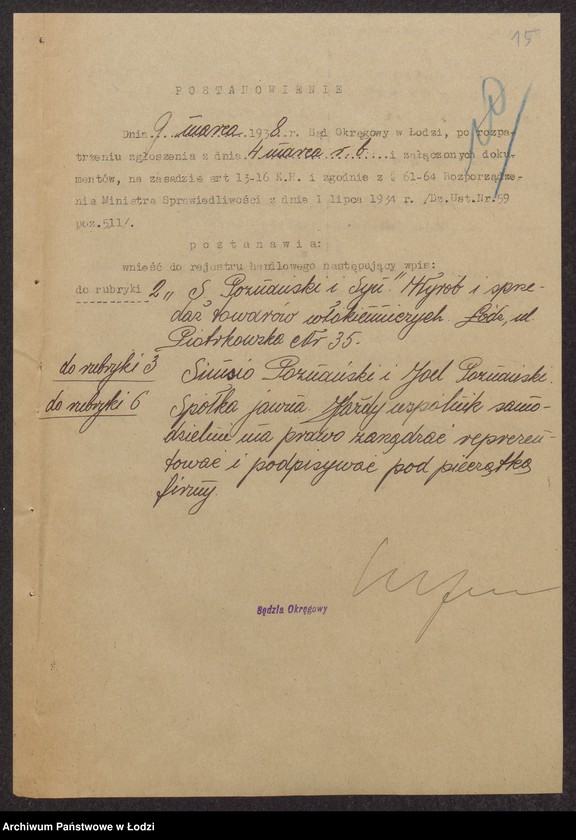 15
POSTANOWIENIE
Dnia 9 marca 1938 r. Sąd Okręgowy w Łodzi, po rozpa-
trzeniu zgłoszenia z dnia 4 marca r. b. i załączonych doku-
mentów, na zasadzie art 13-16 K.H. i zgodnie z § 61-64 Rozporządze-
nia Ministra Sprawiedliwości z dnia 1 lipca 1934 r. /Dz.Ust.Nr.59
poz.511/.
postanawia:
wnieść do rejestru handlowego następujący wpis:
do rubryki 2 „S. Poznański i Syn." Wyrób i sprze-
daż towarów włókienniczych. Łódź, ul.
Piotrkowska Nr 35.
do rubryki 3 Simsio Poznański i Joel Poznański.
do rubryki 6 Spółka jawna Każdy wspólnik samo-
dzielnie ma prawo zarządzać reprezen-
tować i podpisywać pod pieczątką
firmy.
Sędzia Okręgowy
Archiwum Państwowe w Łodzi